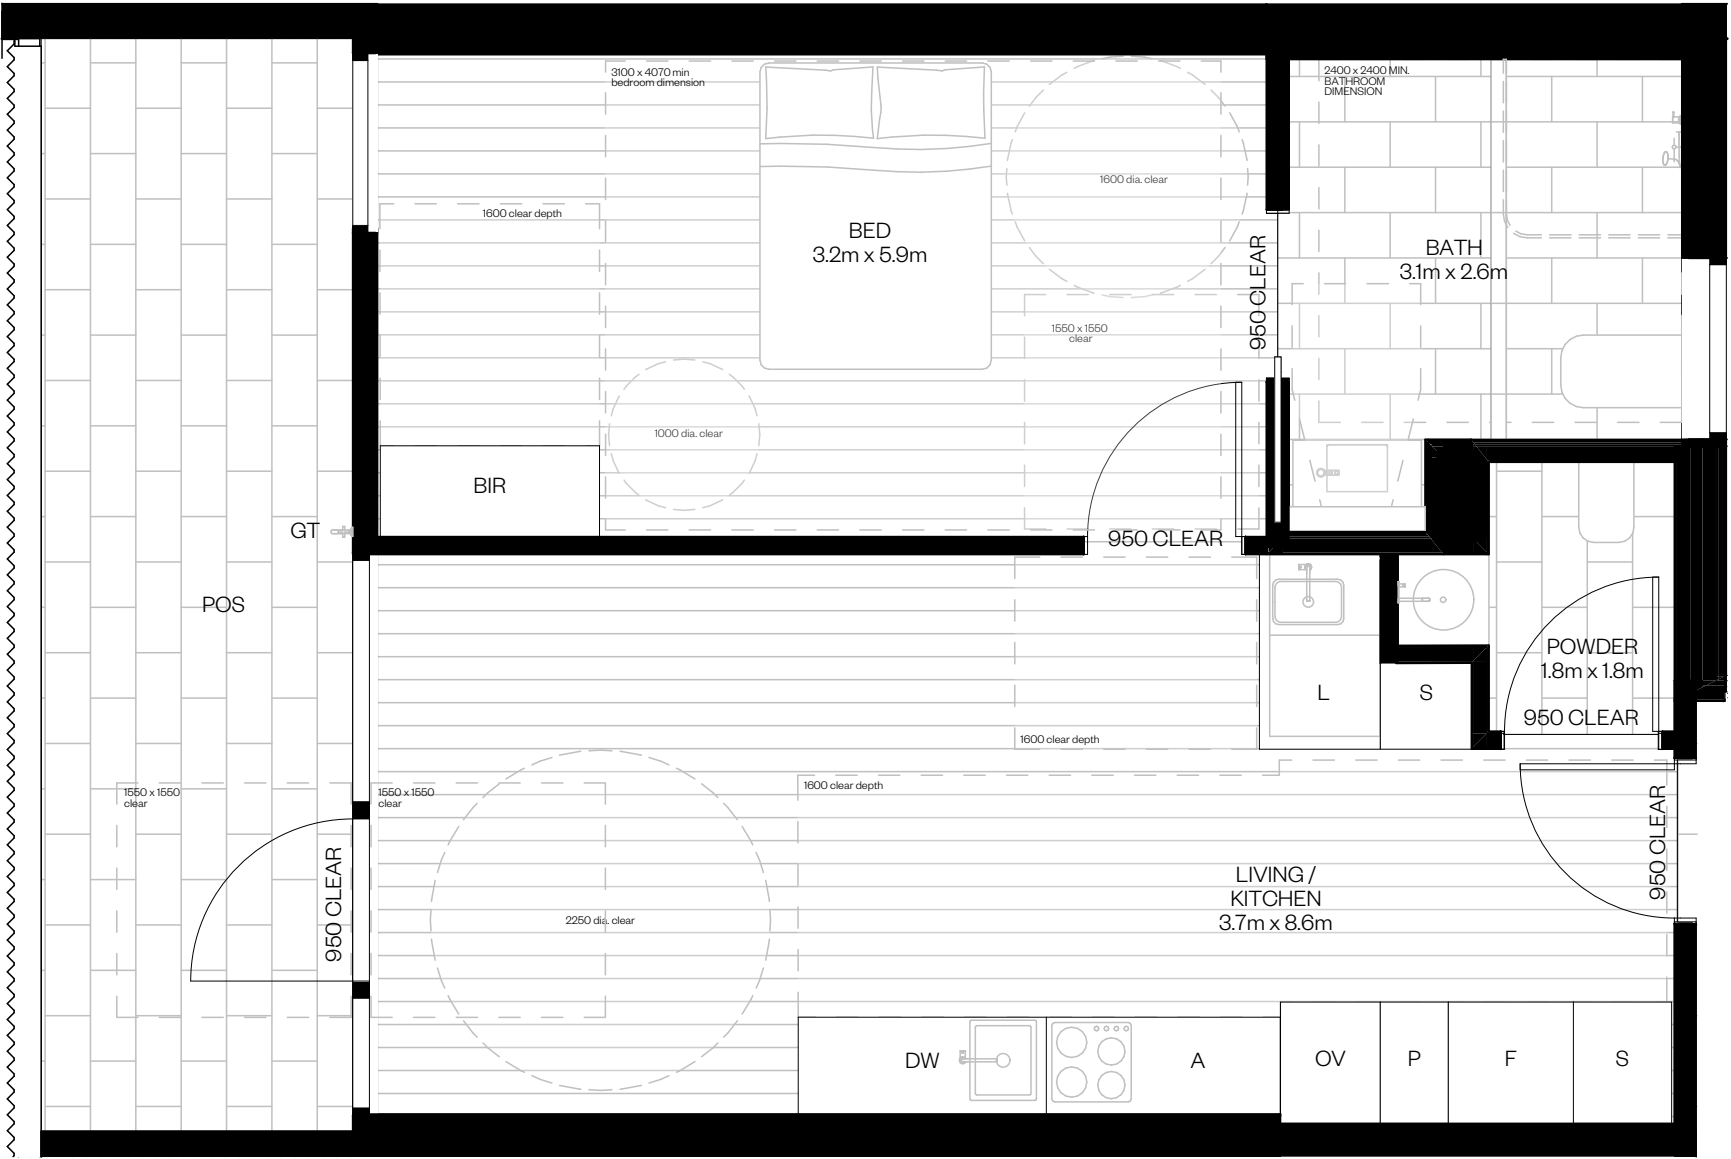 3100 x 4070 min
bedroom dimension
2400 x 2400 MIN.
BATHROOM
DIMENSION
1600 dia. clear
1600 clear depth
BED
3.2m x 5.9m
950 CLEAR
BATH
3.1m x 2.6m
1550 x 1550
clear
1000 dia. clear
BIR
GT
950 CLEAR
POS
POWDER
1.8m x 1.8m
L
S
950 CLEAR
1600 clear depth
1550 x 1550
clear
1550 x 1550
clear
1600 clear depth
950 CLEAR
950 CLEAR
LIVING /
KITCHEN
3.7m x 8.6m
2250 dia. clear
DW
A
OV
P
F
S